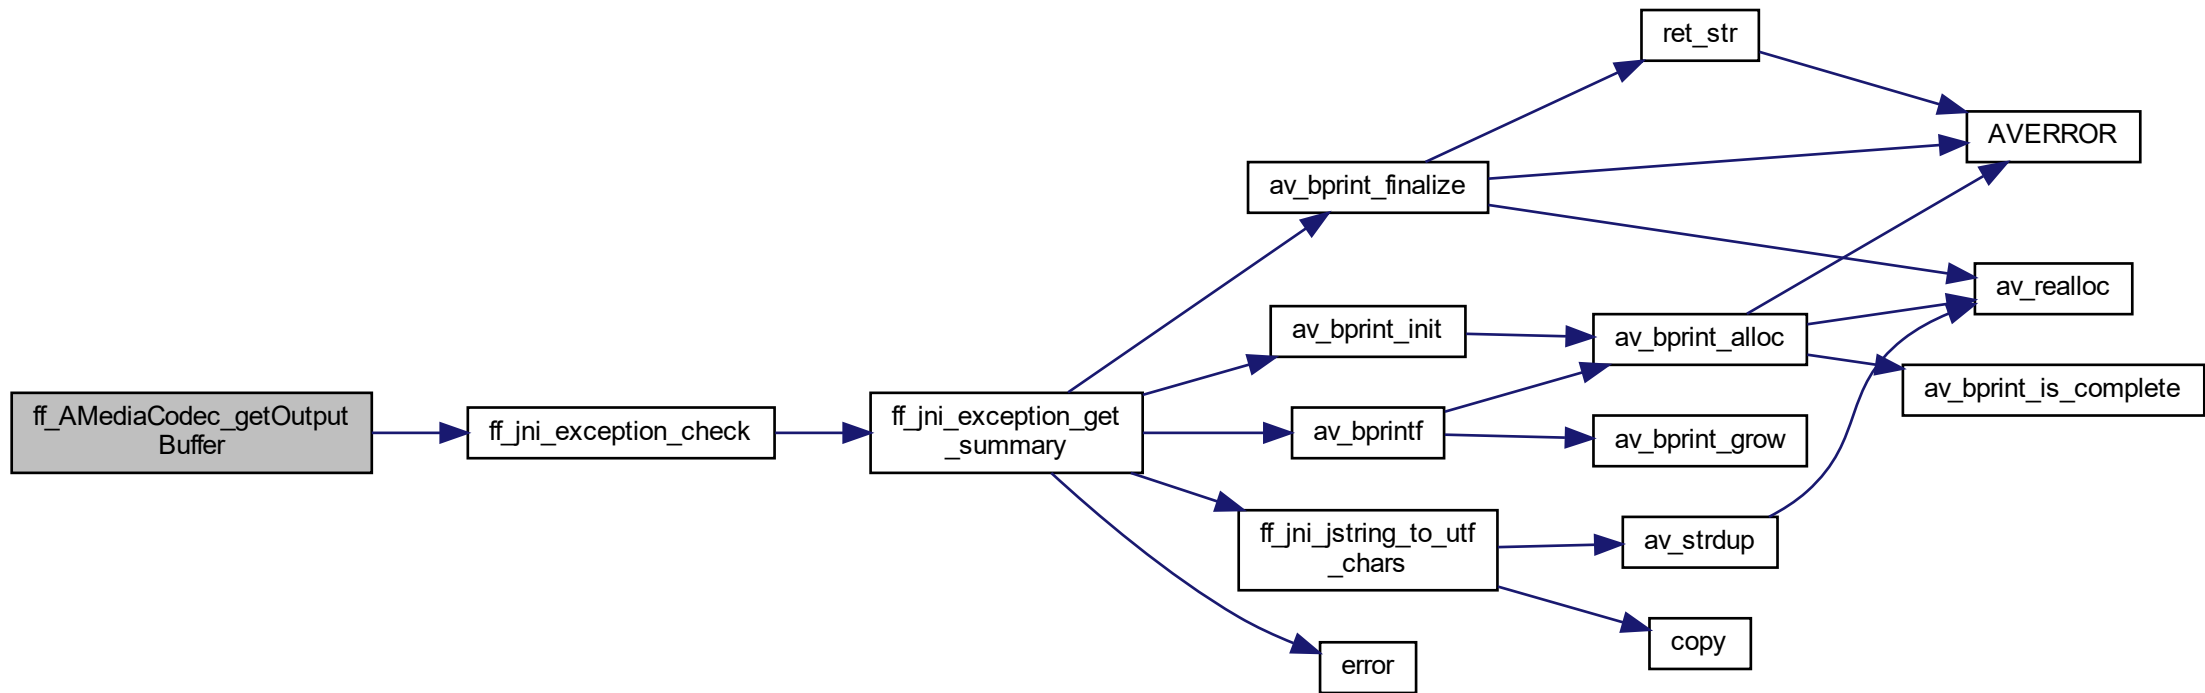 ff_AMediaCodec_getOutput
Buffer
ff_jni_exception_check
ff_jni_exception_get
_summary
av_bprint_finalize
av_bprint_init
av_bprintf
ff_jni_jstring_to_utf
_chars
error
ret_str
av_bprint_alloc
av_bprint_grow
av_strdup
copy
AVERROR
av_realloc
av_bprint_is_complete